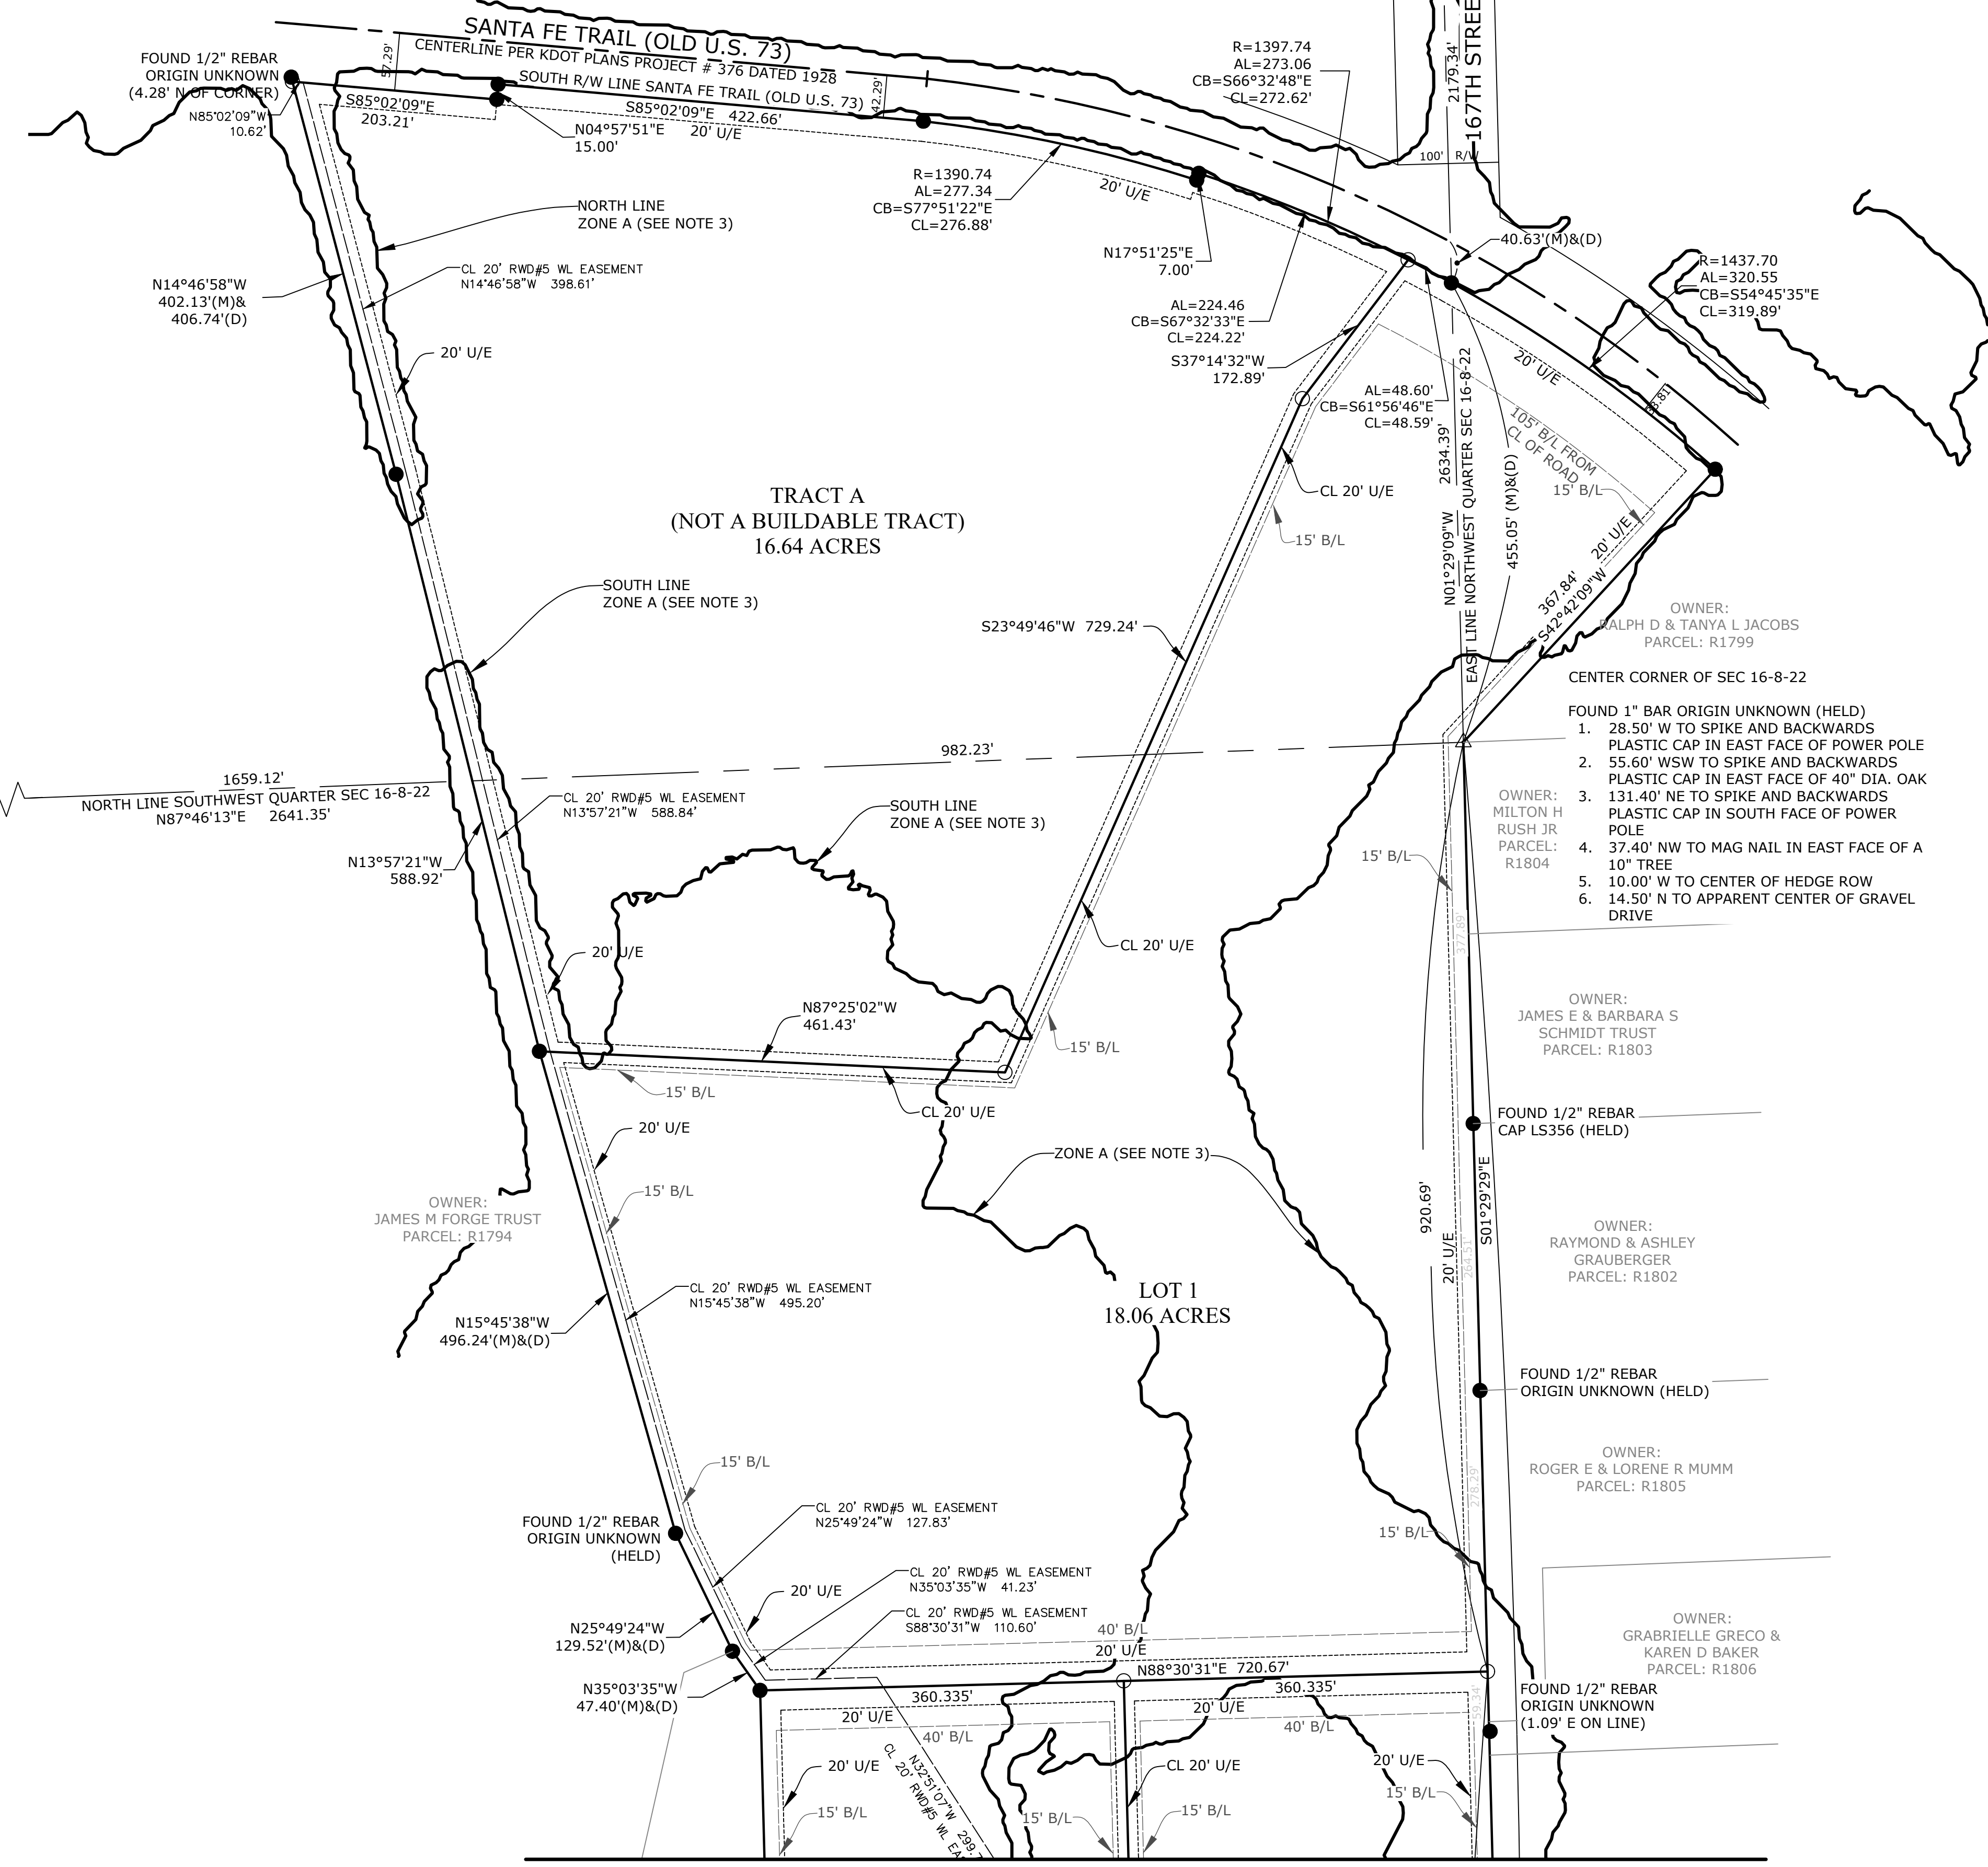 SANTA FE TRAIL (OLD U.S. 73)
CENTERLINE PER KDOT PLANS PROJECT # 376 DATED 1928
SOUTH R/W LINE SANTA FE TRAIL (OLD U.S. 73)
57.29'
42.29'
FOUND 1/2" REBAR
ORIGIN UNKNOWN
(4.28' N OF CORNER)
N85°02'09"W
10.62'
S85°02'09"E
203.21'
S85°02'09"E 422.66'
20' U/E
N04°57'51"E
15.00'
R=1390.74
AL=277.34
CB=S77°51'22"E
CL=276.88'
20' U/E
R=1397.74
AL=273.06
CB=S66°32'48"E
CL=272.62'
2179.34'
167TH STREE
100' R/W
40.63'(M)&(D)
R=1437.70
AL=320.55
CB=S54°45'35"E
CL=319.89'
N17°51'25"E
7.00'
AL=224.46
CB=S67°32'33"E
CL=224.22'
S37°14'32"W
172.89'
AL=48.60'
CB=S61°56'46"E
CL=48.59'
20' U/E
105' B/L FROM
CL OF ROAD
15' B/L
20' U/E
367.84'
S42°42'09"W
NORTH LINE
ZONE A (SEE NOTE 3)
CL 20' RWD#5 WL EASEMENT
N14°46'58"W 398.61'
N14°46'58"W
402.13'(M)&
406.74'(D)
20' U/E
TRACT A
(NOT A BUILDABLE TRACT)
16.64 ACRES
CL 20' U/E
15' B/L
N01°29'09"W 2634.39'
EAST LINE NORTHWEST QUARTER SEC 16-8-22
455.05' (M)&(D)
SOUTH LINE
ZONE A (SEE NOTE 3)
S23°49'46"W 729.24'
OWNER:
RALPH D & TANYA L JACOBS
PARCEL: R1799
CENTER CORNER OF SEC 16-8-22
FOUND 1" BAR ORIGIN UNKNOWN (HELD)
1. 28.50' W TO SPIKE AND BACKWARDS
PLASTIC CAP IN EAST FACE OF POWER POLE
2. 55.60' WSW TO SPIKE AND BACKWARDS
PLASTIC CAP IN EAST FACE OF 40" DIA. OAK
3. 131.40' NE TO SPIKE AND BACKWARDS
PLASTIC CAP IN SOUTH FACE OF POWER
POLE
4. 37.40' NW TO MAG NAIL IN EAST FACE OF A
10" TREE
5. 10.00' W TO CENTER OF HEDGE ROW
6. 14.50' N TO APPARENT CENTER OF GRAVEL
DRIVE
OWNER:
MILTON H
RUSH JR
PARCEL:
R1804
982.23'
1659.12'
NORTH LINE SOUTHWEST QUARTER SEC 16-8-22
N87°46'13"E 2641.35'
CL 20' RWD#5 WL EASEMENT
N13°57'21"W 588.84'
SOUTH LINE
ZONE A (SEE NOTE 3)
N13°57'21"W
588.92'
15' B/L
377.89'
20' U/E
CL 20' U/E
N87°25'02"W
461.43'
15' B/L
15' B/L
CL 20' U/E
20' U/E
OWNER:
JAMES E & BARBARA S
SCHMIDT TRUST
PARCEL: R1803
FOUND 1/2" REBAR
CAP LS356 (HELD)
ZONE A (SEE NOTE 3)
15' B/L
OWNER:
JAMES M FORGE TRUST
PARCEL: R1794
920.69'
20' U/E
264.51'
S01°29'29"E
OWNER:
RAYMOND & ASHLEY
GRAUBERGER
PARCEL: R1802
LOT 1
18.06 ACRES
CL 20' RWD#5 WL EASEMENT
N15°45'38"W 495.20'
N15°45'38"W
496.24'(M)&(D)
FOUND 1/2" REBAR
ORIGIN UNKNOWN (HELD)
15' B/L
278.29'
OWNER:
ROGER E & LORENE R MUMM
PARCEL: R1805
CL 20' RWD#5 WL EASEMENT
N25°49'24"W 127.83'
FOUND 1/2" REBAR
ORIGIN UNKNOWN
(HELD)
15' B/L
CL 20' RWD#5 WL EASEMENT
N35°03'35"W 41.23'
20' U/E
CL 20' RWD#5 WL EASEMENT
S88°30'31"W 110.60'
N25°49'24"W
129.52'(M)&(D)
40' B/L
20' U/E
OWNER:
GRABRIELLE GRECO &
KAREN D BAKER
PARCEL: R1806
N88°30'31"E 720.67'
N35°03'35"W
47.40'(M)&(D)
360.335'
360.335'
59.34'
FOUND 1/2" REBAR
ORIGIN UNKNOWN
(1.09' E ON LINE)
20' U/E
20' U/E
40' B/L
40' B/L
20' U/E
N32°51'07"W 299.
CL 20' RWD#5 WL EA
CL 20' U/E
20' U/E
15' B/L
15' B/L
15' B/L
15' B/L